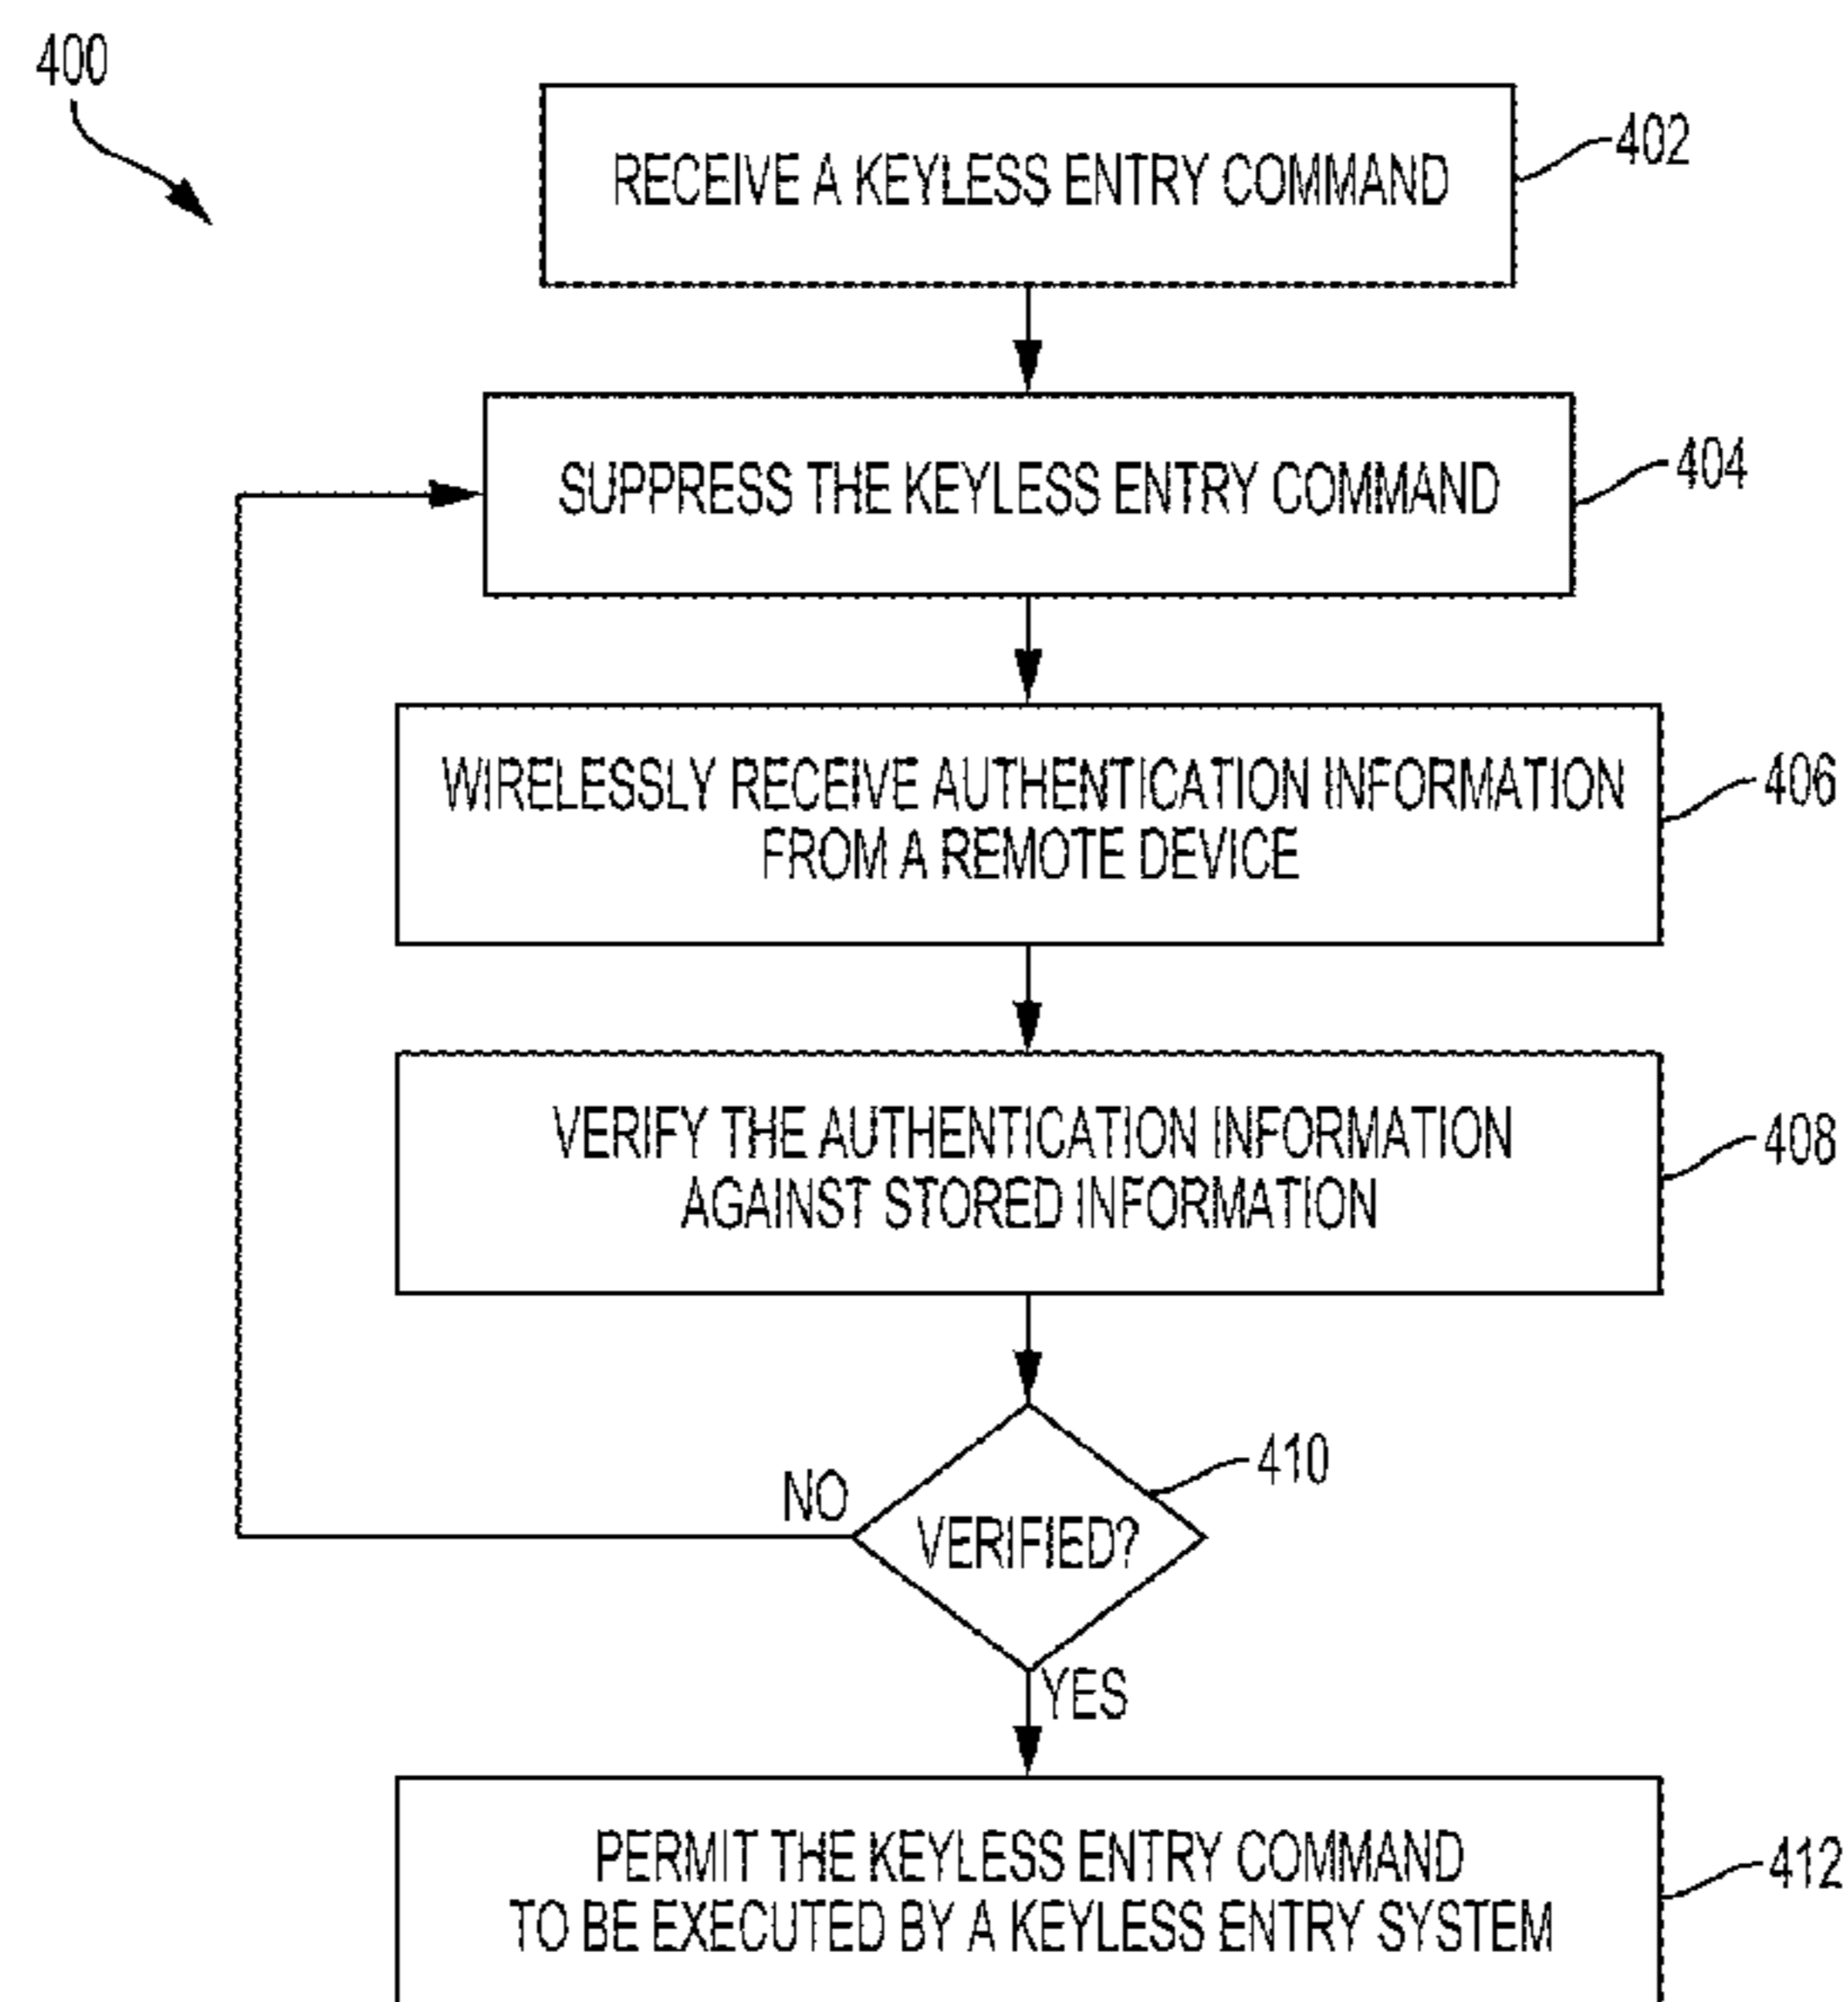 400
RECEIVE A KEYLESS ENTRY COMMAND
402
SUPPRESS THE KEYLESS ENTRY COMMAND
404
WIRELESSLY RECEIVE AUTHENTICATION INFORMATION
FROM A REMOTE DEVICE
406
VERIFY THE AUTHENTICATION INFORMATION
AGAINST STORED INFORMATION
408
VERIFIED?
410
NO
YES
PERMIT THE KEYLESS ENTRY COMMAND
TO BE EXECUTED BY A KEYLESS ENTRY SYSTEM
412